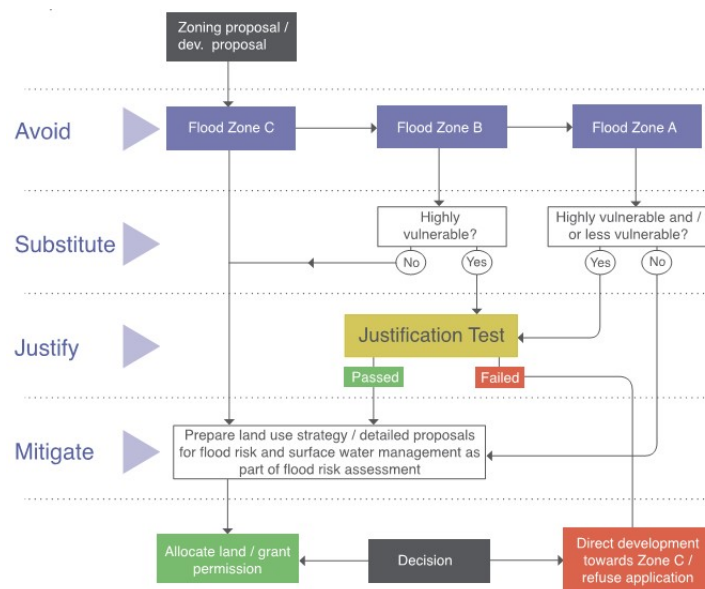 Zoning proposal /
dev. proposal
Avoid
Flood Zone C
Flood Zone B
Flood Zone A
Substitute
Highly
vulnerable?
Highly vulnerable and /
or less vulnerable?
No
Yes
Yes
No
Justify
Justification Test
Passed
Failed
Mitigate
Prepare land use strategy / detailed proposals
for flood risk and surface water management as
part of flood risk assessment
Allocate land / grant
permission
Decision
Direct development
towards Zone C /
refuse application